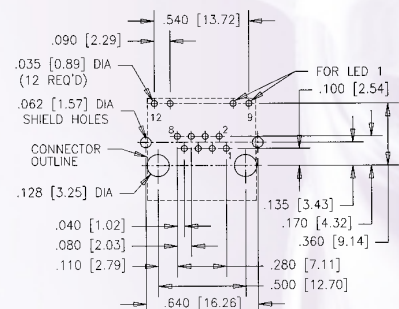 .540 [13.72]
.090 [2.29]
.035 [0.89] DIA
(12 REQ'D)
FOR LED 1
.100 [2.54]
.062 [1.57] DIA
SHIELD HOLES
12
9
8
2
1
CONNECTOR
OUTLINE
.128 [3.25] DIA
.135 [3.43]
.170 [4.32]
.360 [9.14]
.040 [1.02]
.080 [2.03]
.110 [2.79]
.280 [7.11]
.500 [12.70]
.640 [16.26]